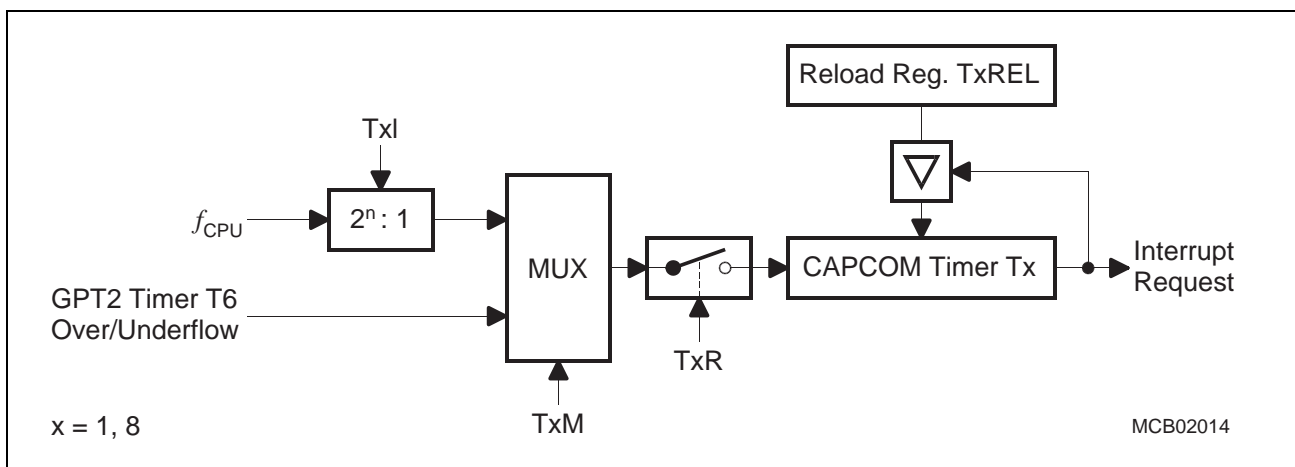 Reload Reg. TxREL
TxI
fCPU
2ⁿ : 1
MUX
CAPCOM Timer Tx
Interrupt
Request
GPT2 Timer T6
Over/Underflow
TxR
TxM
x = 1, 8
MCB02014